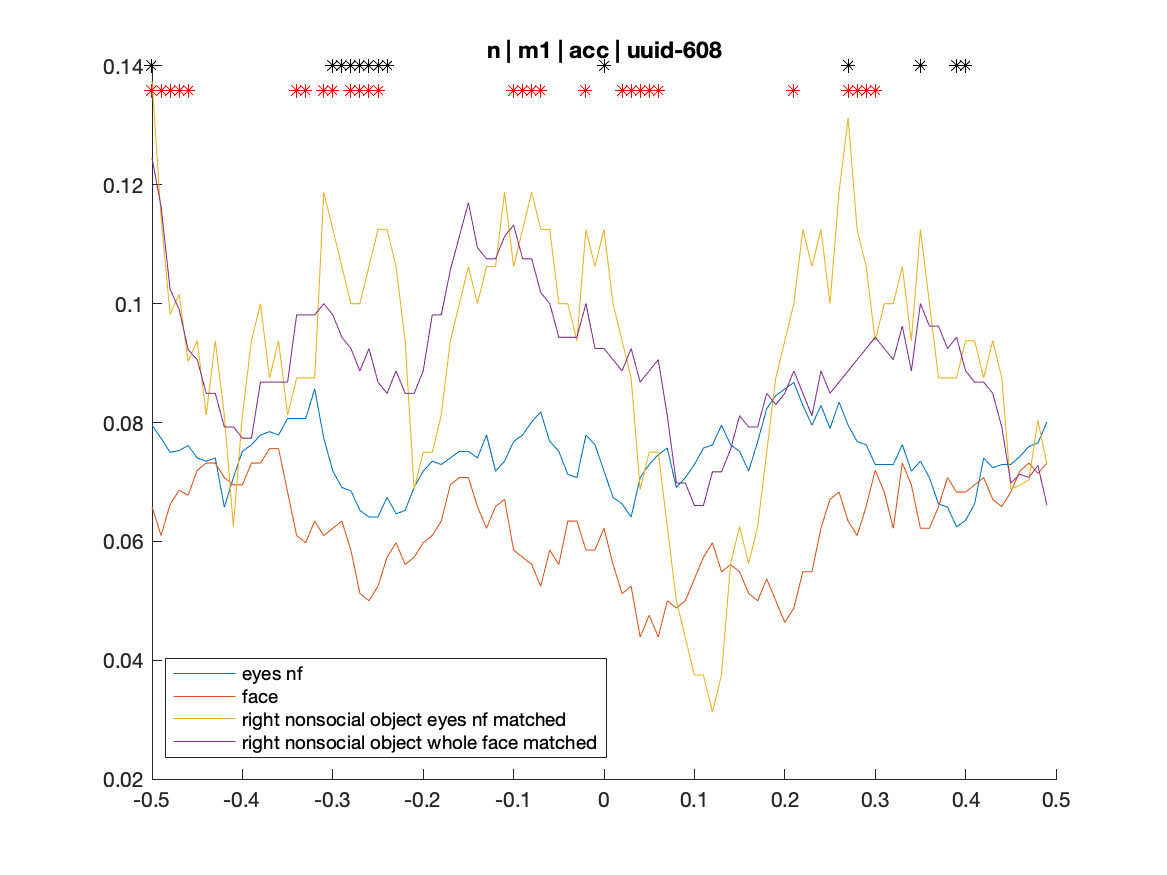 n | m1 | acc | uuid-608
0.14
0.12
0.1
0.08
0.06
0.04
0.02
eyes nf
face
right nonsocial object eyes nf matched
right nonsocial object whole face matched
-0.5 -0.4 -0.3 -0.2 -0.1 0 0.1 0.2 0.3 0.4 0.5